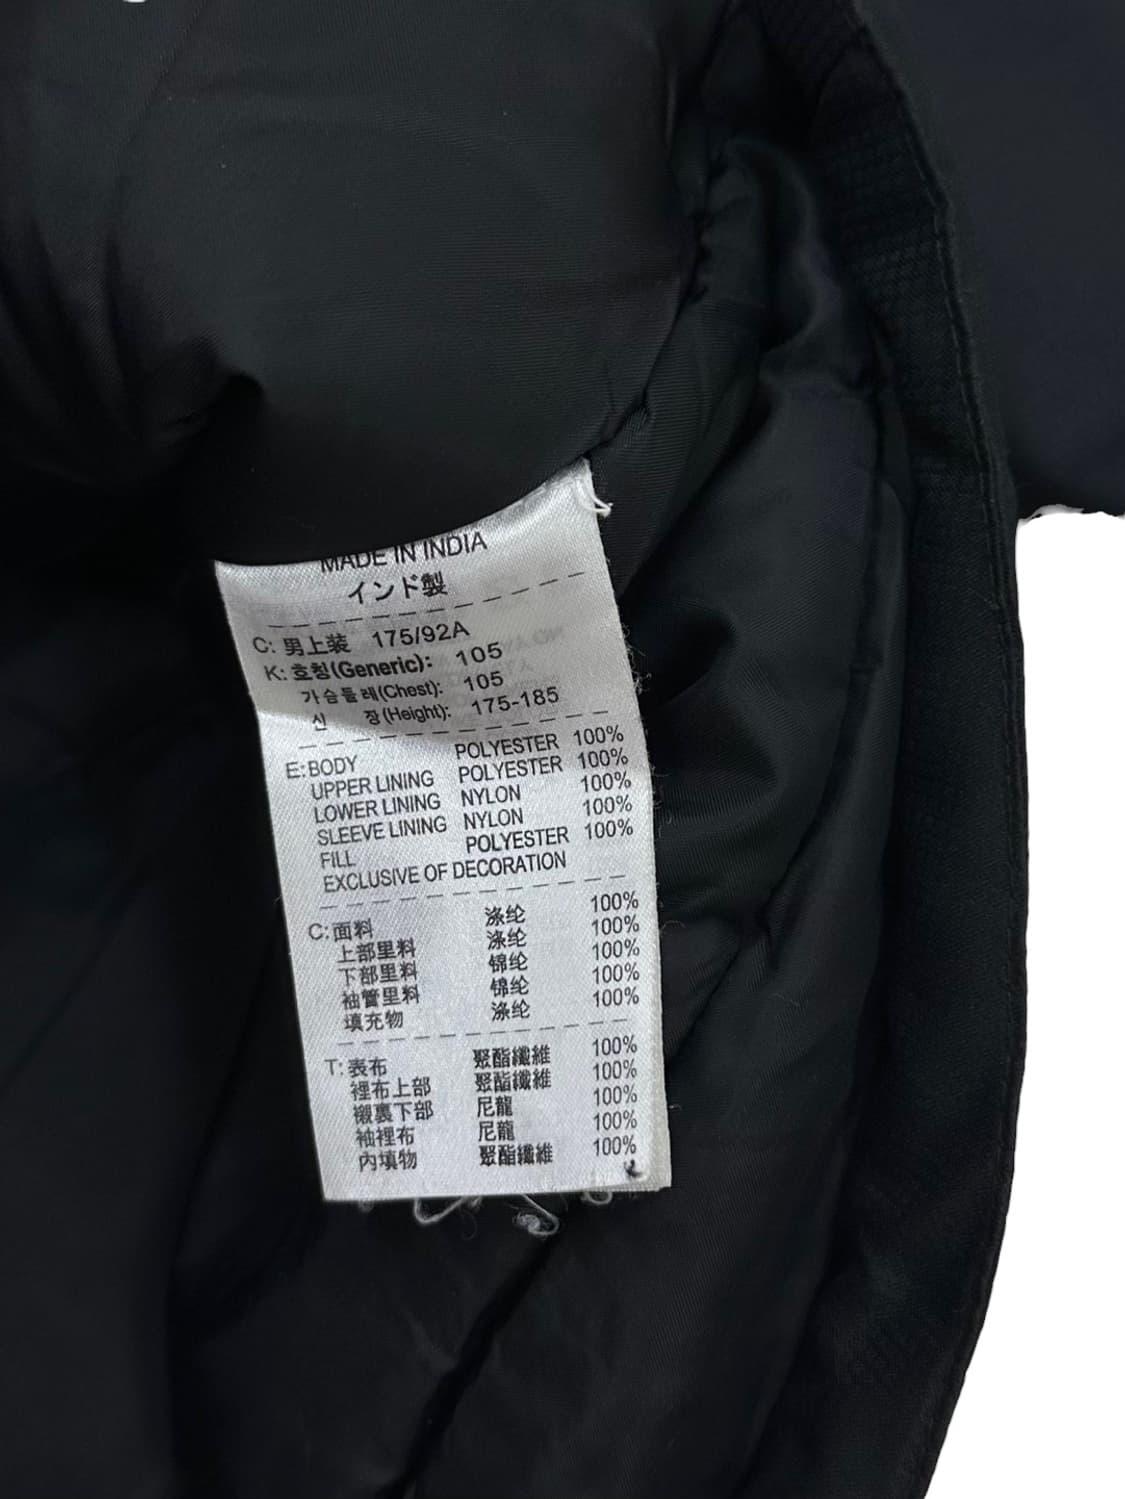 MADE IN INDIA
インド製
C: 男上装 175/92A
K: 호칭(Generic): 105
가슴둘레(Chest): 105
신 장(Height): 175-185
E: BODY POLYESTER 100%
UPPER LINING POLYESTER 100%
LOWER LINING NYLON 100%
SLEEVE LINING NYLON 100%
FILL POLYESTER 100%
EXCLUSIVE OF DECORATION
C: 面料 涤纶 100%
上部里料 涤纶 100%
下部里料 锦纶 100%
袖管里料 锦纶 100%
填充物 涤纶 100%
T: 表布 聚酯纖維 100%
裡布上部 聚酯纖維 100%
襯裏下部 尼龍 100%
袖裡布 尼龍 100%
內填物 聚酯纖維 100%